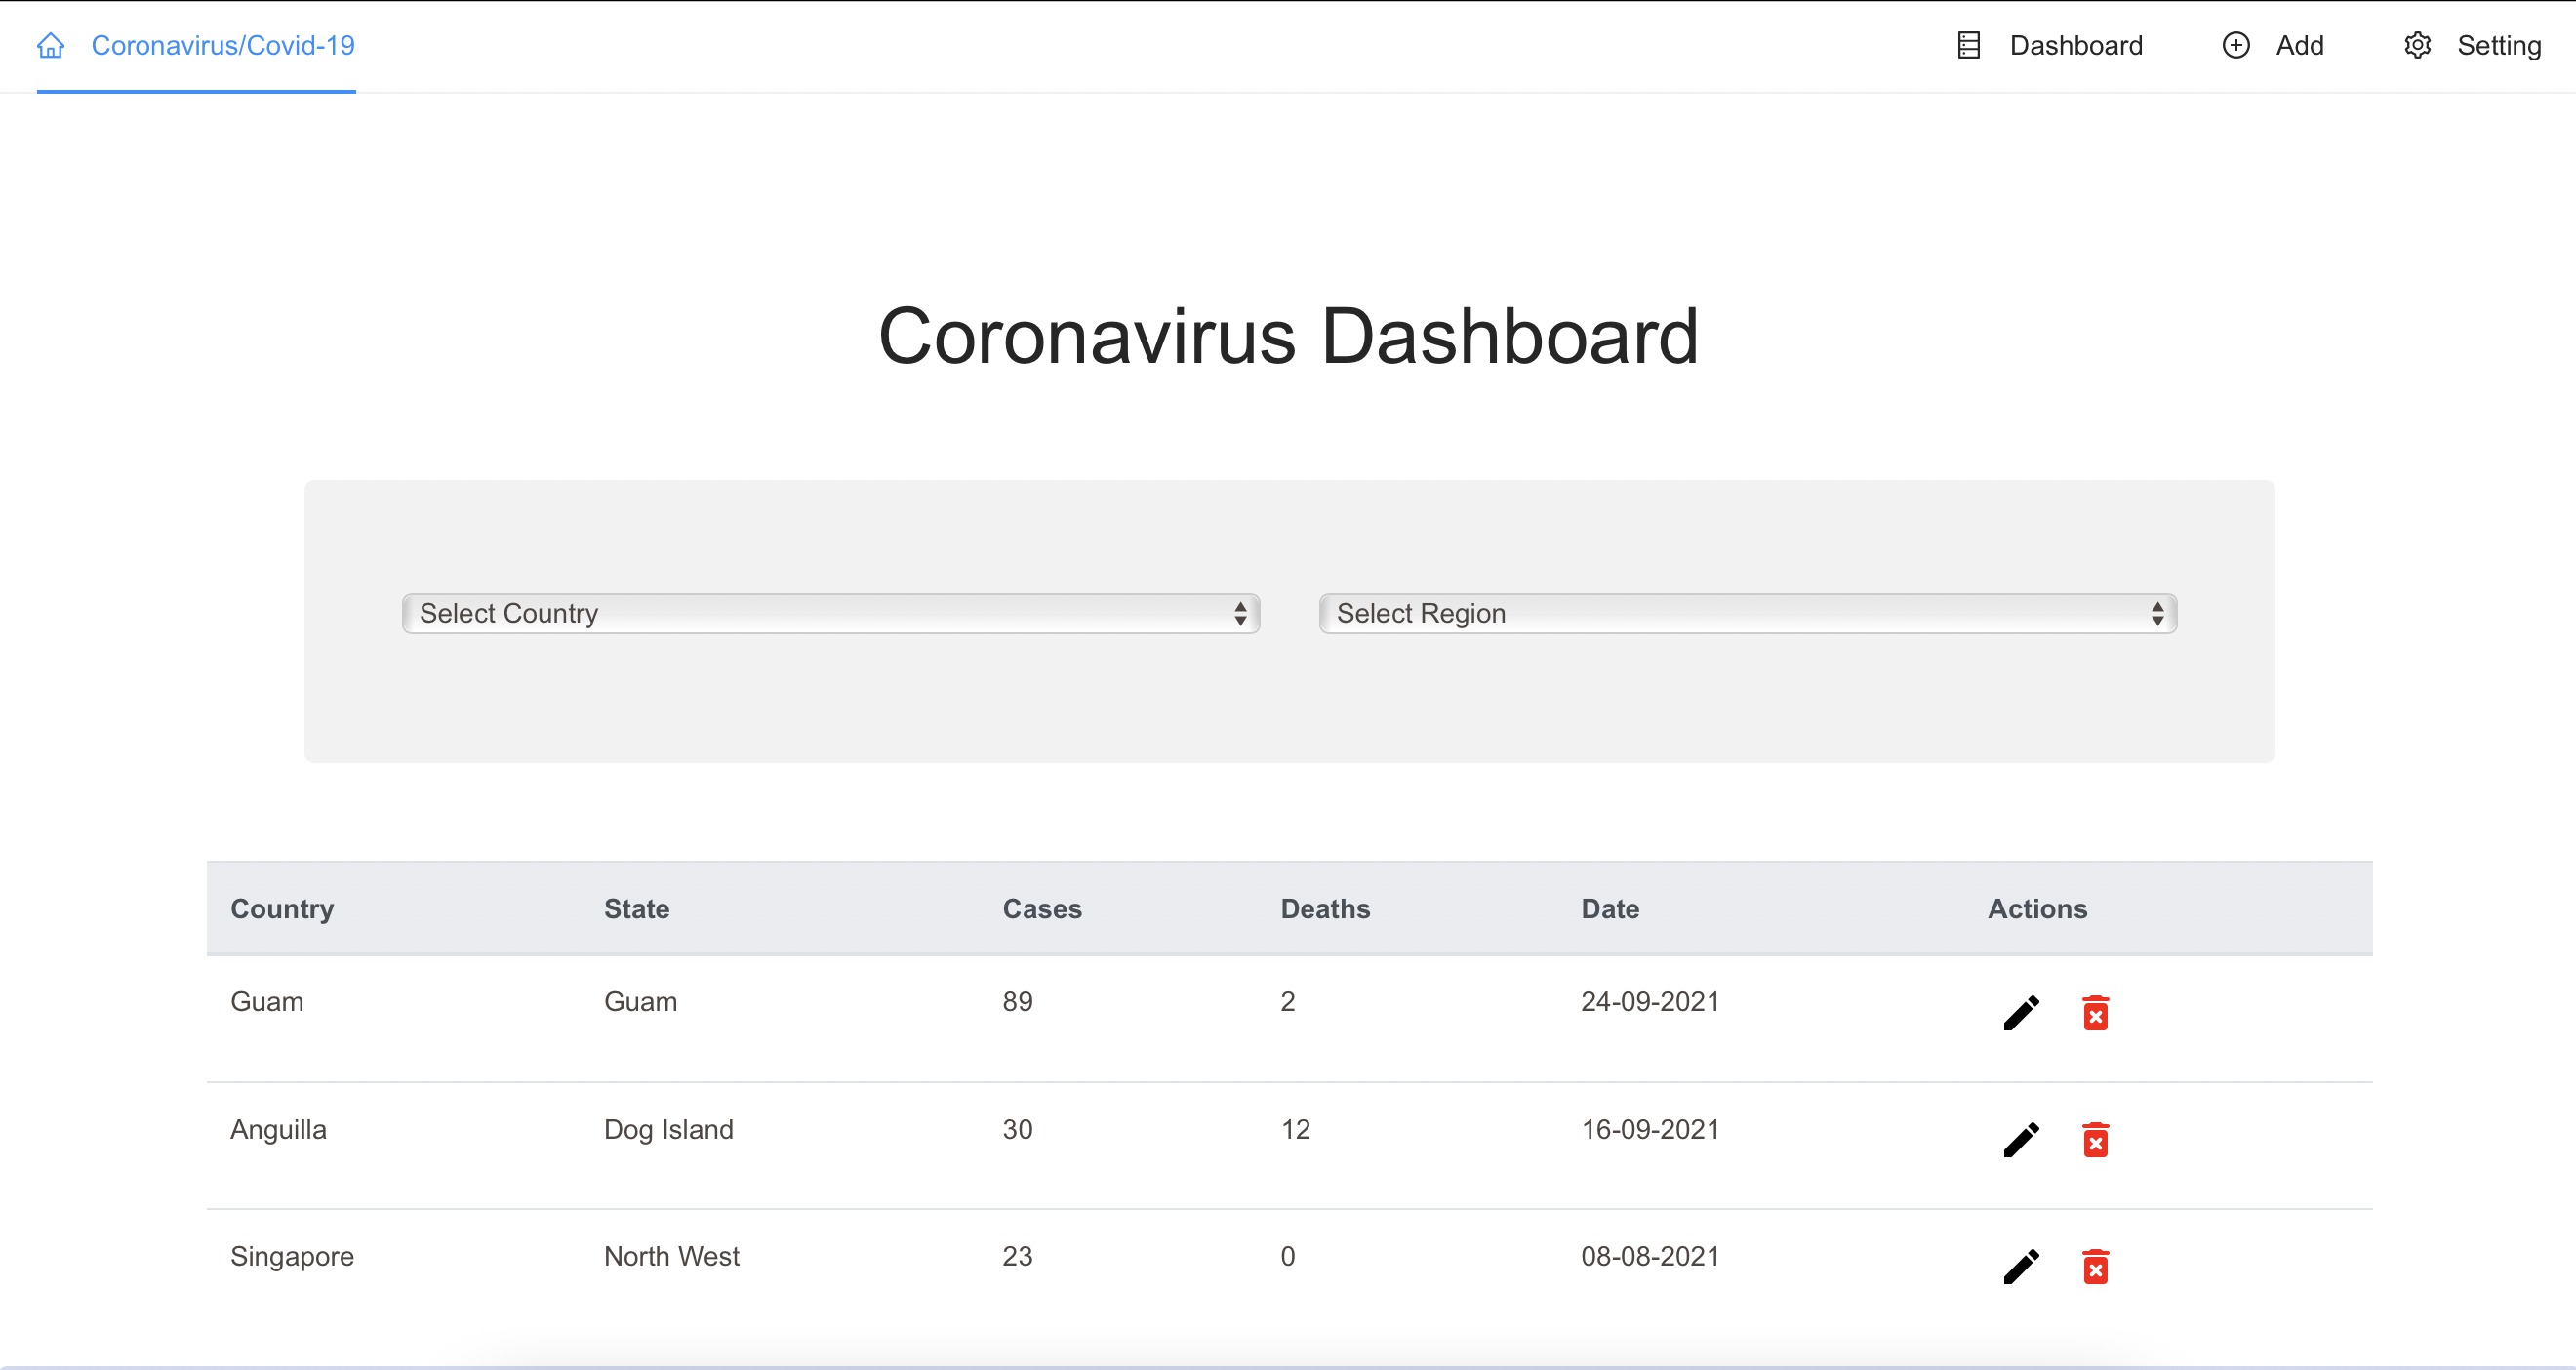 Coronavirus/Covid-19 Dashboard Add Setting
Coronavirus Dashboard
Select Country Select Region
Country State Cases Deaths Date Actions
Guam Guam 89 2 24-09-2021
Anguilla Dog Island 30 12 16-09-2021
Singapore North West 23 0 08-08-2021